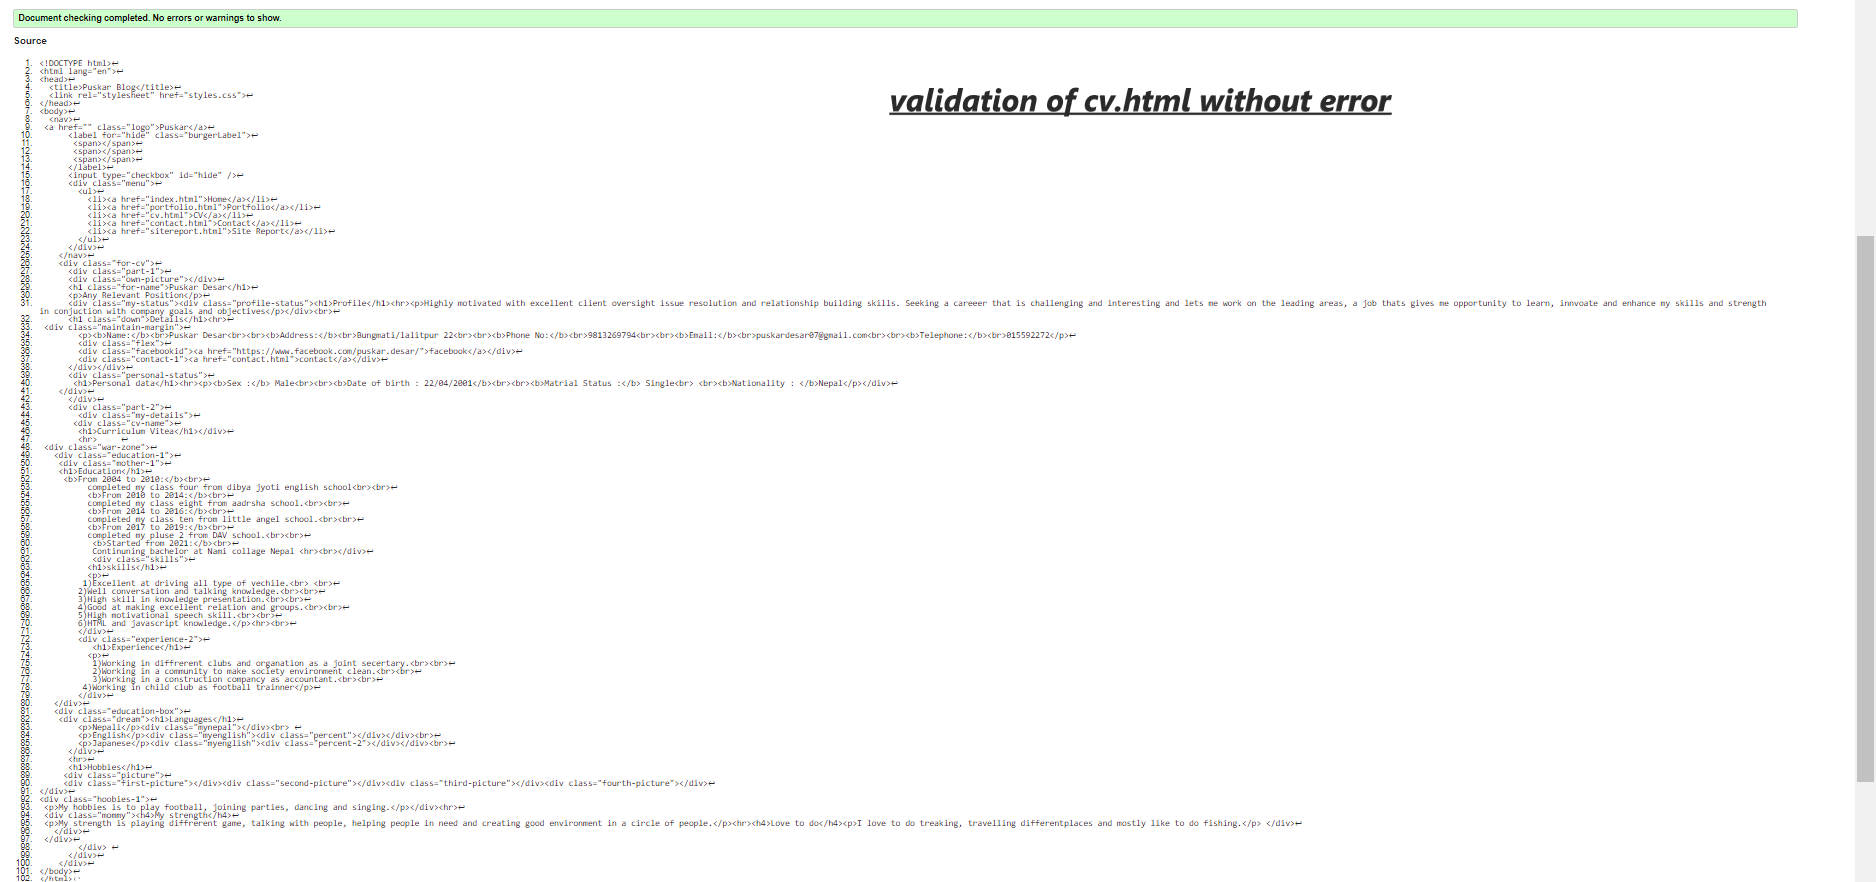 Document checking completed. No errors or warnings to show.
Source
validation of cv.html without error
1. <!DOCTYPE html>↩
2. <html lang="en">↩
3. <head>↩
4. <title>Puskar Blog</title>↩
5. <link rel="stylesheet" href="styles.css">↩
6. </head>↩
7. <body>↩
8. <nav>↩
9. <a href="" class="logo">Puskar</a>↩
10. <label for="hide" class="burgerLabel">↩
11. <span></span>↩
12. <span></span>↩
13. <span></span>↩
14. </label>↩
15. <input type="checkbox" id="hide" />↩
16. <div class="menu">↩
17. <ul>↩
18. <li><a href="index.html">Home</a></li>↩
19. <li><a href="portfolio.html">Portfolio</a></li>↩
20. <li><a href="cv.html">CV</a></li>↩
21. <li><a href="contact.html">Contact</a></li>↩
22. <li><a href="sitereport.html">Site Report</a></li>↩
23. </ul>↩
24. </div>↩
25. </nav>↩
26. <div class="for-cv">↩
27. <div class="part-1">↩
28. <div class="own-picture"></div>↩
29. <h1 class="for-name">Puskar Desar</h1>↩
30. <p>Any Relevant Position</p>↩
31. <div class="my-status"><div class="profile-status"><h1>Profile</h1><hr><p>Highly motivated with excellent client oversight issue resolution and relationship building skills. Seeking a careeer that is challenging and interesting and lets me work on the leading areas, a job thats gives me opportunity to learn, innvoate and enhance my skills and strength
in conjuction with company goals and objectives</p></div><br>↩
32. <h1 class="down">Details</h1><hr>↩
33. <div class="maintain-margin">↩
34. <p><b>Name:</b><br>Puskar Desar<br><br><b>Address:</b><br>Bungmati/lalitpur 22<br><br><b>Phone No:</b><br>9813269794<br><br><b>Email:</b><br>puskardesar07@gmail.com<br><br><b>Telephone:</b><br>015592272</p>↩
35. <div class="flex">↩
36. <div class="facebookid"><a href="https://www.facebook.com/puskar.desar/">facebook</a></div>↩
37. <div class="contact-1"><a href="contact.html">contact</a></div>↩
38. </div></div>↩
39. <div class="personal-status">↩
40. <h1>Personal data</h1><hr><p><b>Sex :</b> Male<br><br><b>Date of birth : 22/04/2001</b><br><br><b>Matrial Status :</b> Single<br> <br><b>Nationality : </b>Nepal</p></div>↩
41. </div>↩
42. </div>↩
43. <div class="part-2">↩
44. <div class="my-details">↩
45. <div class="cv-name">↩
46. <h1>Curriculum Vitea</h1></div>↩
47. <hr> ↩
48. <div class="war-zone">↩
49. <div class="education-1">↩
50. <div class="mother-1">↩
51. <h1>Education</h1>↩
52. <b>From 2004 to 2010:</b><br>↩
53. completed my class four from dibya jyoti english school<br><br>↩
54. <b>From 2010 to 2014:</b><br>↩
55. completed my class eight from aadrsha school.<br><br>↩
56. <b>From 2014 to 2016:</b><br>↩
57. completed my class ten from little angel school.<br><br>↩
58. <b>From 2017 to 2019:</b><br>↩
59. completed my pluse 2 from DAV school.<br><br>↩
60. <b>Started from 2021:</b><br>↩
61. Continuning bachelor at Nami collage Nepal <hr><br></div>↩
62. <div class="skills">↩
63. <h1>skills</h1>↩
64. <p>↩
65. 1)Excellent at driving all type of vechile.<br> <br>↩
66. 2)Well conversation and talking knowledge.<br><br>↩
67. 3)High skill in knowledge presentation.<br><br>↩
68. 4)Good at making excellent relation and groups.<br><br>↩
69. 5)High motivational speech skill.<br><br>↩
70. 6)HTML and javascript knowledge.</p><hr><br>↩
71. </div>↩
72. <div class="experience-2">↩
73. <h1>Experience</h1>↩
74. <p>↩
75. 1)Working in diffrerent clubs and organation as a joint secertary.<br><br>↩
76. 2)Working in a community to make society environment clean.<br><br>↩
77. 3)Working in a construction compancy as accountant.<br><br>↩
78. 4)Working in child club as football trainner</p>↩
79. </div>↩
80. </div>↩
81. <div class="education-box">↩
82. <div class="dream"><h1>Languages</h1>↩
83. <p>Nepali</p><div class="mynepal"></div><br> ↩
84. <p>English</p><div class="myenglish"><div class="percent"></div></div><br>↩
85. <p>Japanese</p><div class="myenglish"><div class="percent-2"></div></div><br>↩
86. </div>↩
87. <hr>↩
88. <h1>Hobbies</h1>↩
89. <div class="picture">↩
90. <div class="first-picture"></div><div class="second-picture"></div><div class="third-picture"></div><div class="fourth-picture"></div>↩
91. </div>↩
92. <div class="hoobies-1">↩
93. <p>My hobbies is to play football, joining parties, dancing and singing.</p></div><hr>↩
94. <div class="mommy"><h4>My strength</h4>↩
95. <p>My strength is playing diffrerent game, talking with people, helping people in need and creating good environment in a circle of people.</p><hr><h4>Love to do</h4><p>I love to do treaking, travelling differentplaces and mostly like to do fishing.</p> </div>↩
96. </div>↩
97. </div>↩
98. </div> ↩
99. </div>↩
100. </div>↩
101. </body>↩
102. </html>↩